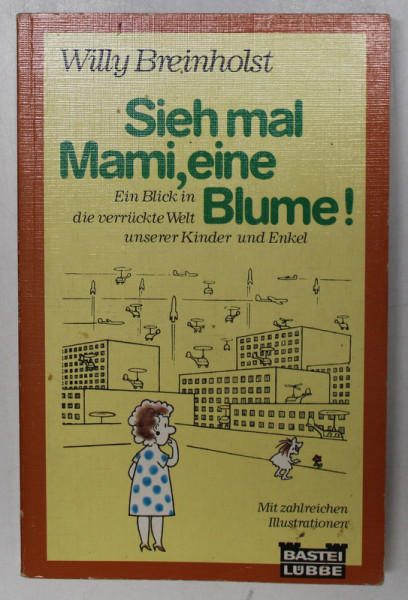 Willy Breinholst
Sieh mal
Mami, eine
Blume!
Ein Blick in
die verrückte Welt
unserer Kinder und Enkel
Mit zahlreichen
Illustrationen
BASTEI
LÜBBE